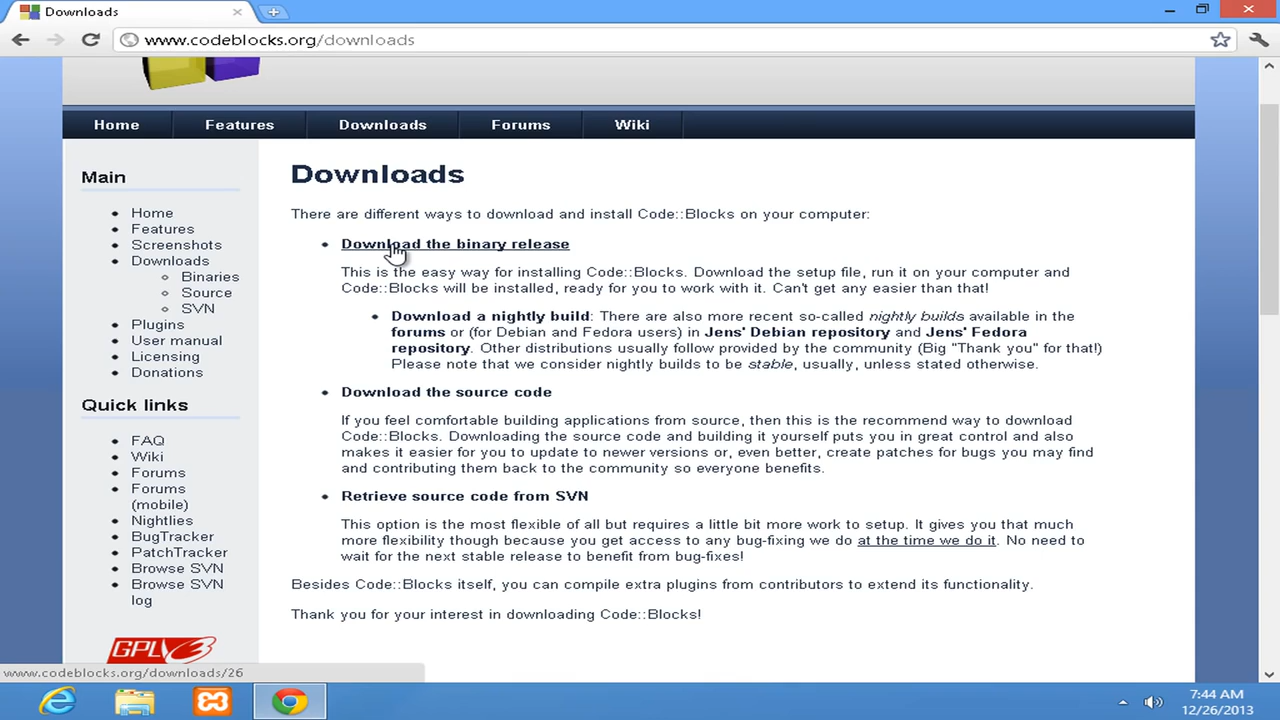 Downloads
www.codeblocks.org/downloads
Home Features Downloads Forums Wiki
Main
Home
Features
Screenshots
Downloads
Binaries
Source
SVN
Plugins
User manual
Licensing
Donations
Quick links
FAQ
Wiki
Forums
Forums
(mobile)
Nightlies
BugTracker
PatchTracker
Browse SVN
Browse SVN
log
GPL v3
Downloads
There are different ways to download and install Code::Blocks on your computer:
Download the binary release
This is the easy way for installing Code::Blocks. Download the setup file, run it on your computer and
Code::Blocks will be installed, ready for you to work with it. Can't get any easier than that!
Download a nightly build: There are also more recent so-called nightly builds available in the
forums or (for Debian and Fedora users) in Jens' Debian repository and Jens' Fedora
repository. Other distributions usually follow provided by the community (Big "Thank you" for that!)
Please note that we consider nightly builds to be stable, usually, unless stated otherwise.
Download the source code
If you feel comfortable building applications from source, then this is the recommend way to download
Code::Blocks. Downloading the source code and building it yourself puts you in great control and also
makes it easier for you to update to newer versions or, even better, create patches for bugs you may find
and contributing them back to the community so everyone benefits.
Retrieve source code from SVN
This option is the most flexible of all but requires a little bit more work to setup. It gives you that much
more flexibility though because you get access to any bug-fixing we do at the time we do it. No need to
wait for the next stable release to benefit from bug-fixes!
Besides Code::Blocks itself, you can compile extra plugins from contributors to extend its functionality.
Thank you for your interest in downloading Code::Blocks!
www.codeblocks.org/downloads/26
7:44 AM
12/26/2013